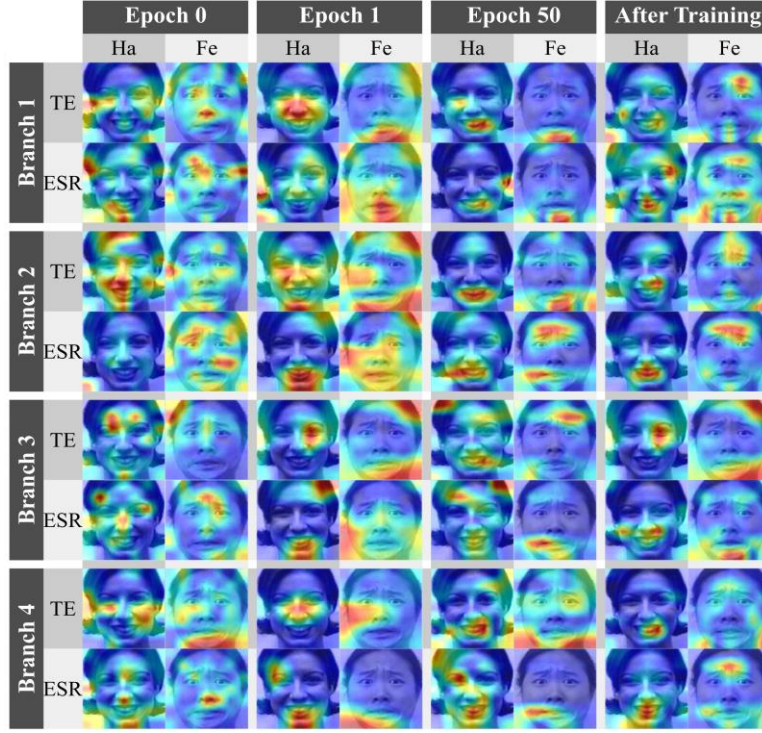 Epoch 0 Epoch 1 Epoch 50 After Training
Ha Fe Ha Fe Ha Fe Ha Fe
Branch 1
TE
ESR
Branch 2
TE
ESR
Branch 3
TE
ESR
Branch 4
TE
ESR